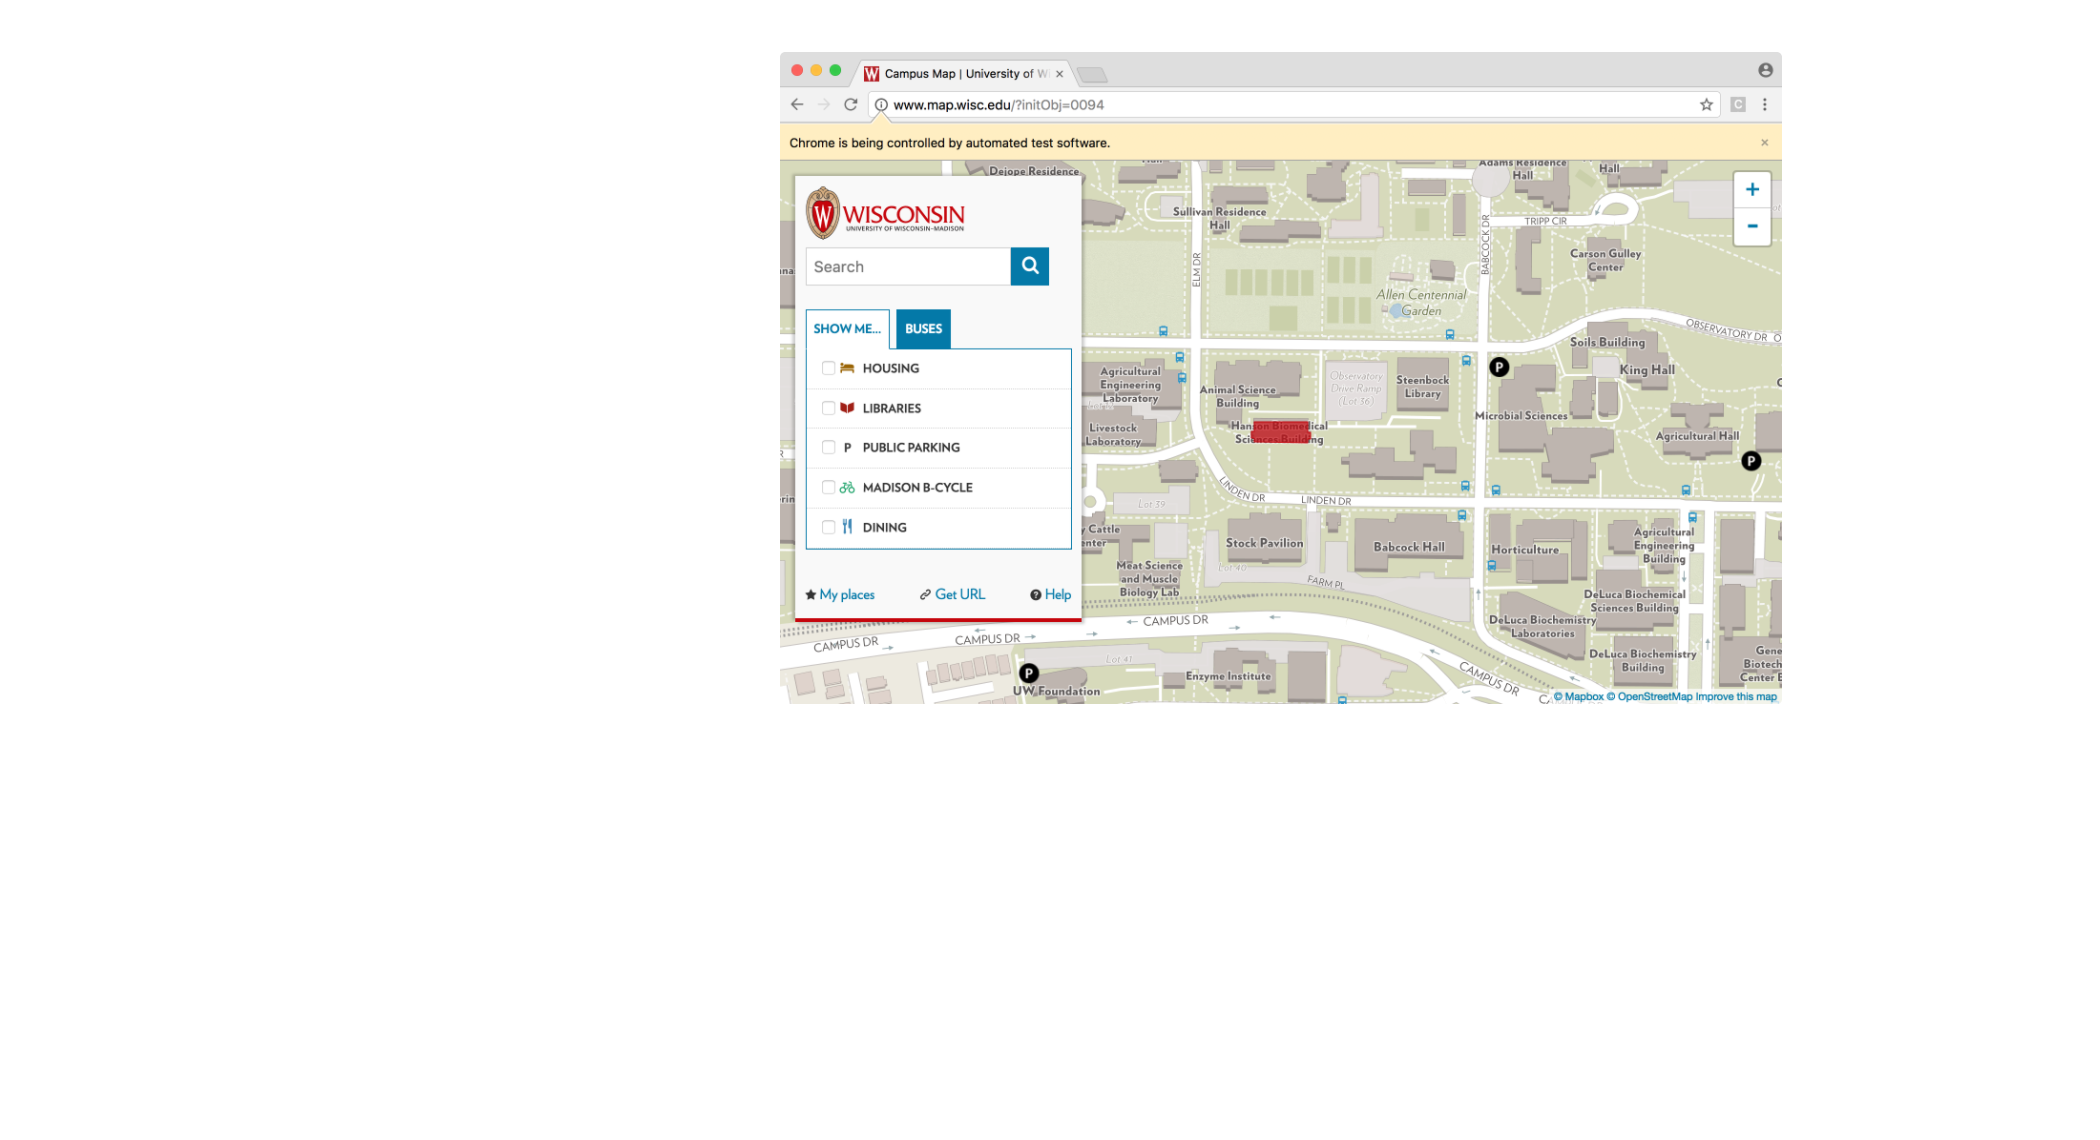 Campus Map | University of W
www.map.wisc.edu/?initObj=0094
Chrome is being controlled by automated test software.
WISCONSIN
UNIVERSITY OF WISCONSIN–MADISON
Search
SHOW ME...
BUSES
HOUSING
LIBRARIES
P PUBLIC PARKING
MADISON B-CYCLE
DINING
My places
Get URL
Help
Dejope Residence
Adams Residence
Hall
Hall
Sullivan Residence
Hall
TRIPP CIR
BABCOCK DR
ELM DR
Carson Gulley
Center
Allen Centennial
Garden
OBSERVATORY DR
Soils Building
King Hall
Agricultural
Engineering
Laboratory
Animal Science
Building
Observatory
Drive Ramp
(Lot 36)
Steenbock
Library
P
Microbial Sciences
Livestock
Laboratory
Hanson Biomedical
Sciences Building
Agricultural Hall
P
LINDEN DR
LINDEN DR
Lot 39
Cattle
Stock Pavilion
Babcock Hall
Horticulture
Agricultural
Engineering
Building
Meat Science
and Muscle
Biology Lab
Lot 40
FARM PL
DeLuca Biochemical
Sciences Building
DeLuca Biochemistry
Laboratories
CAMPUS DR
CAMPUS DR
CAMPUS DR
CAMPUS DR
DeLuca Biochemistry
Building
Gene
Biotech
Center
Lot 41
Enzyme Institute
P
UW Foundation
© Mapbox © OpenStreetMap Improve this map